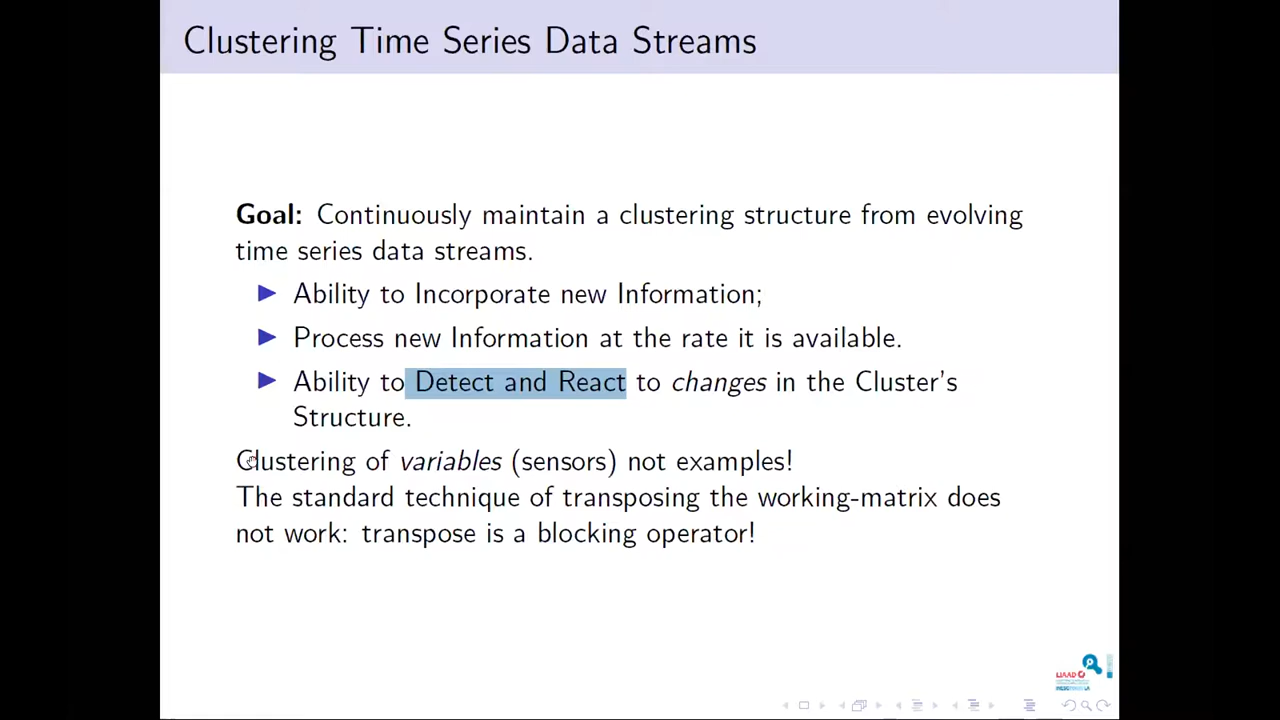 Clustering Time Series Data Streams
Goal: Continuously maintain a clustering structure from evolving
time series data streams.
Ability to Incorporate new Information;
Process new Information at the rate it is available.
Ability to Detect and React to changes in the Cluster's
Structure.
Clustering of variables (sensors) not examples!
The standard technique of transposing the working-matrix does
not work: transpose is a blocking operator!
LIAAD